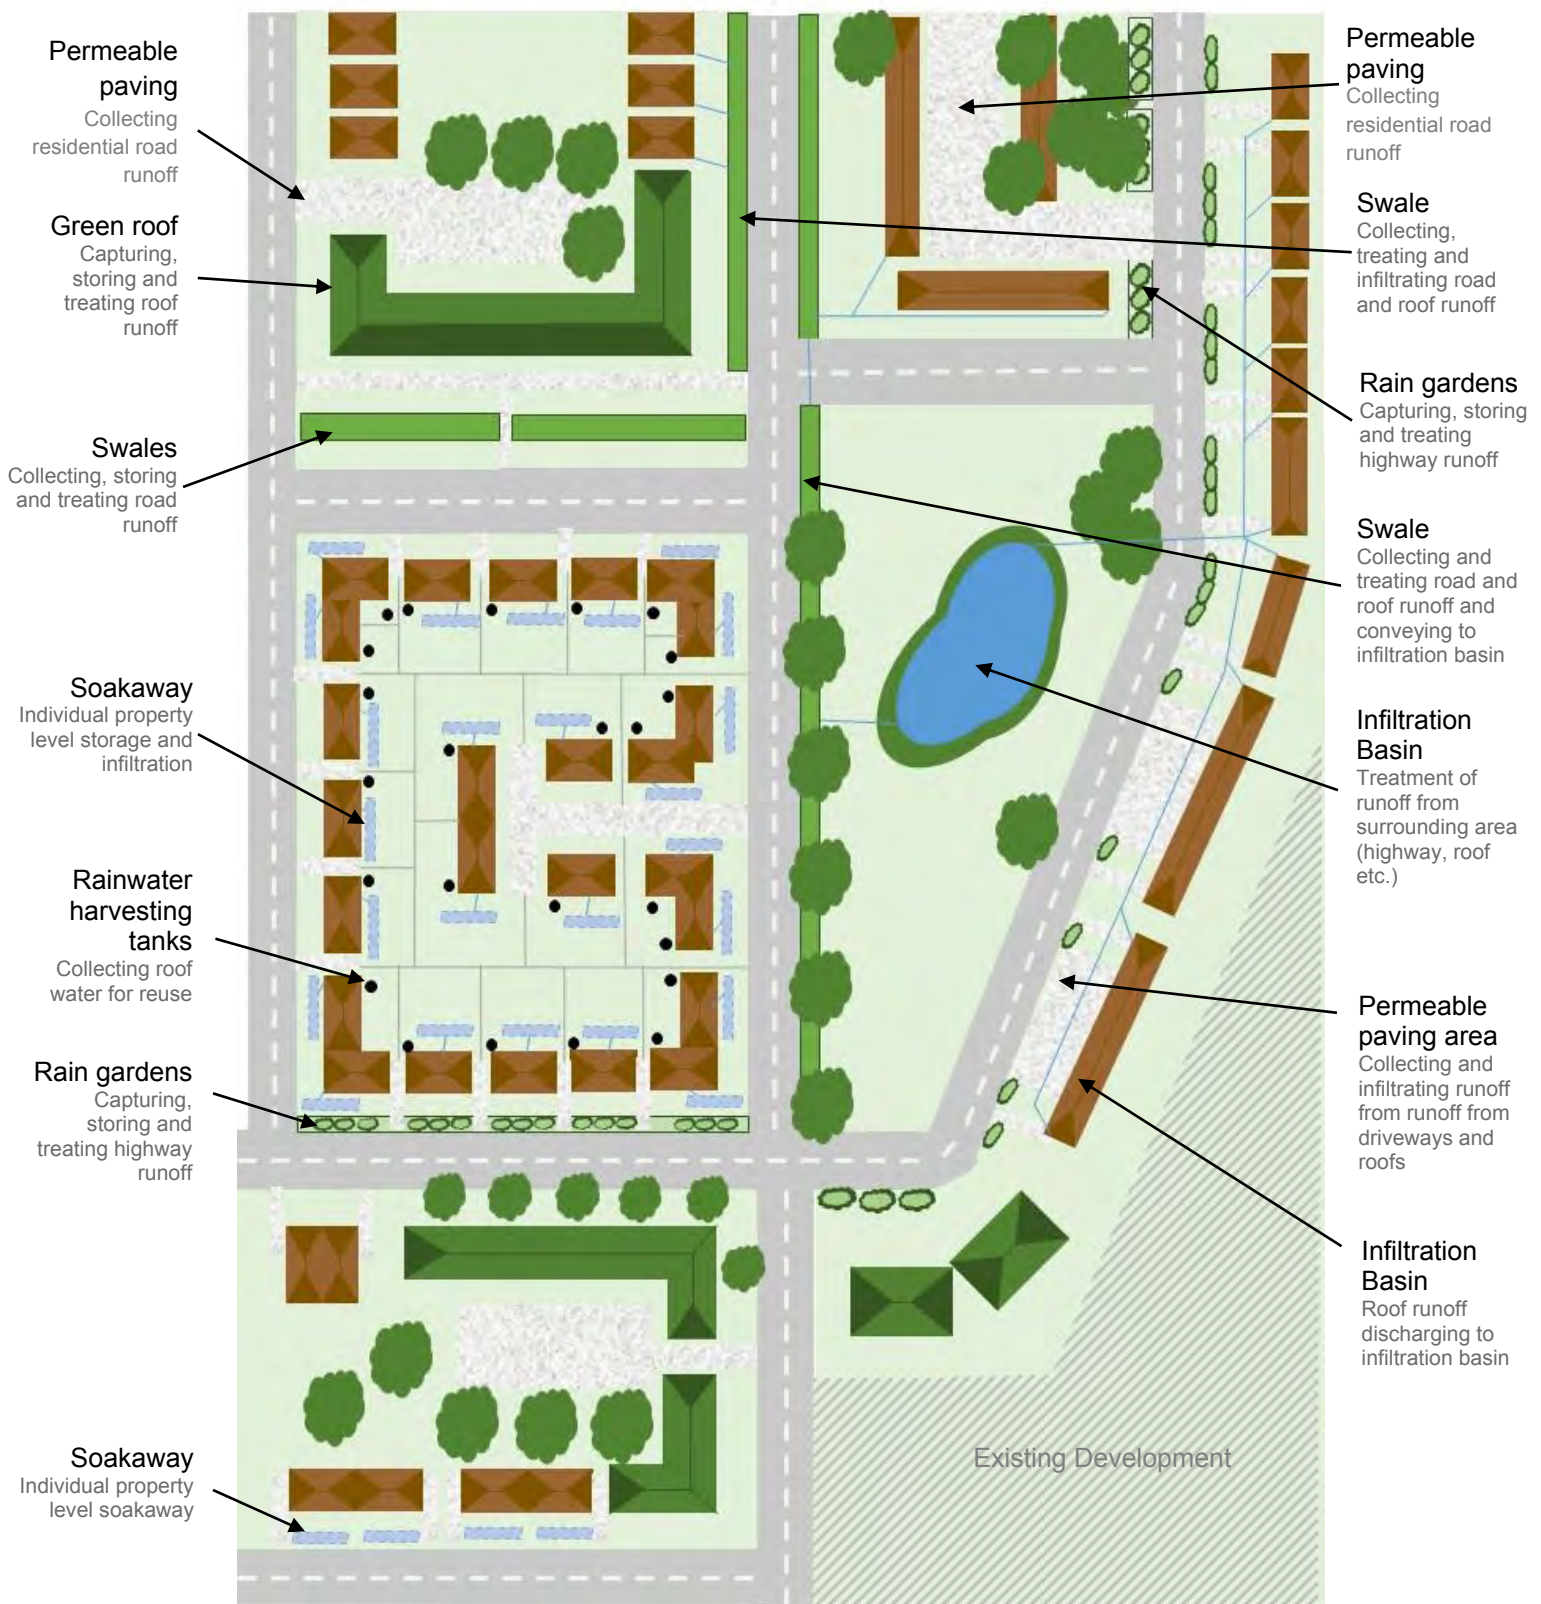 Permeable
paving
Collecting
residential road
runoff
Green roof
Capturing,
storing and
treating roof
runoff
Swales
Collecting, storing
and treating road
runoff
Soakaway
Individual property
level storage and
infiltration
Rainwater
harvesting
tanks
Collecting roof
water for reuse
Rain gardens
Capturing,
storing and
treating highway
runoff
Soakaway
Individual property
level soakaway
Permeable
paving
Collecting
residential road
runoff
Swale
Collecting,
treating and
infiltrating road
and roof runoff
Rain gardens
Capturing, storing
and treating
highway runoff
Swale
Collecting and
treating road and
roof runoff and
conveying to
infiltration basin
Infiltration
Basin
Treatment of
runoff from
surrounding area
(highway, roof
etc.)
Permeable
paving area
Collecting and
infiltrating runoff
from runoff from
driveways and
roofs
Infiltration
Basin
Roof runoff
discharging to
infiltration basin
Existing Development